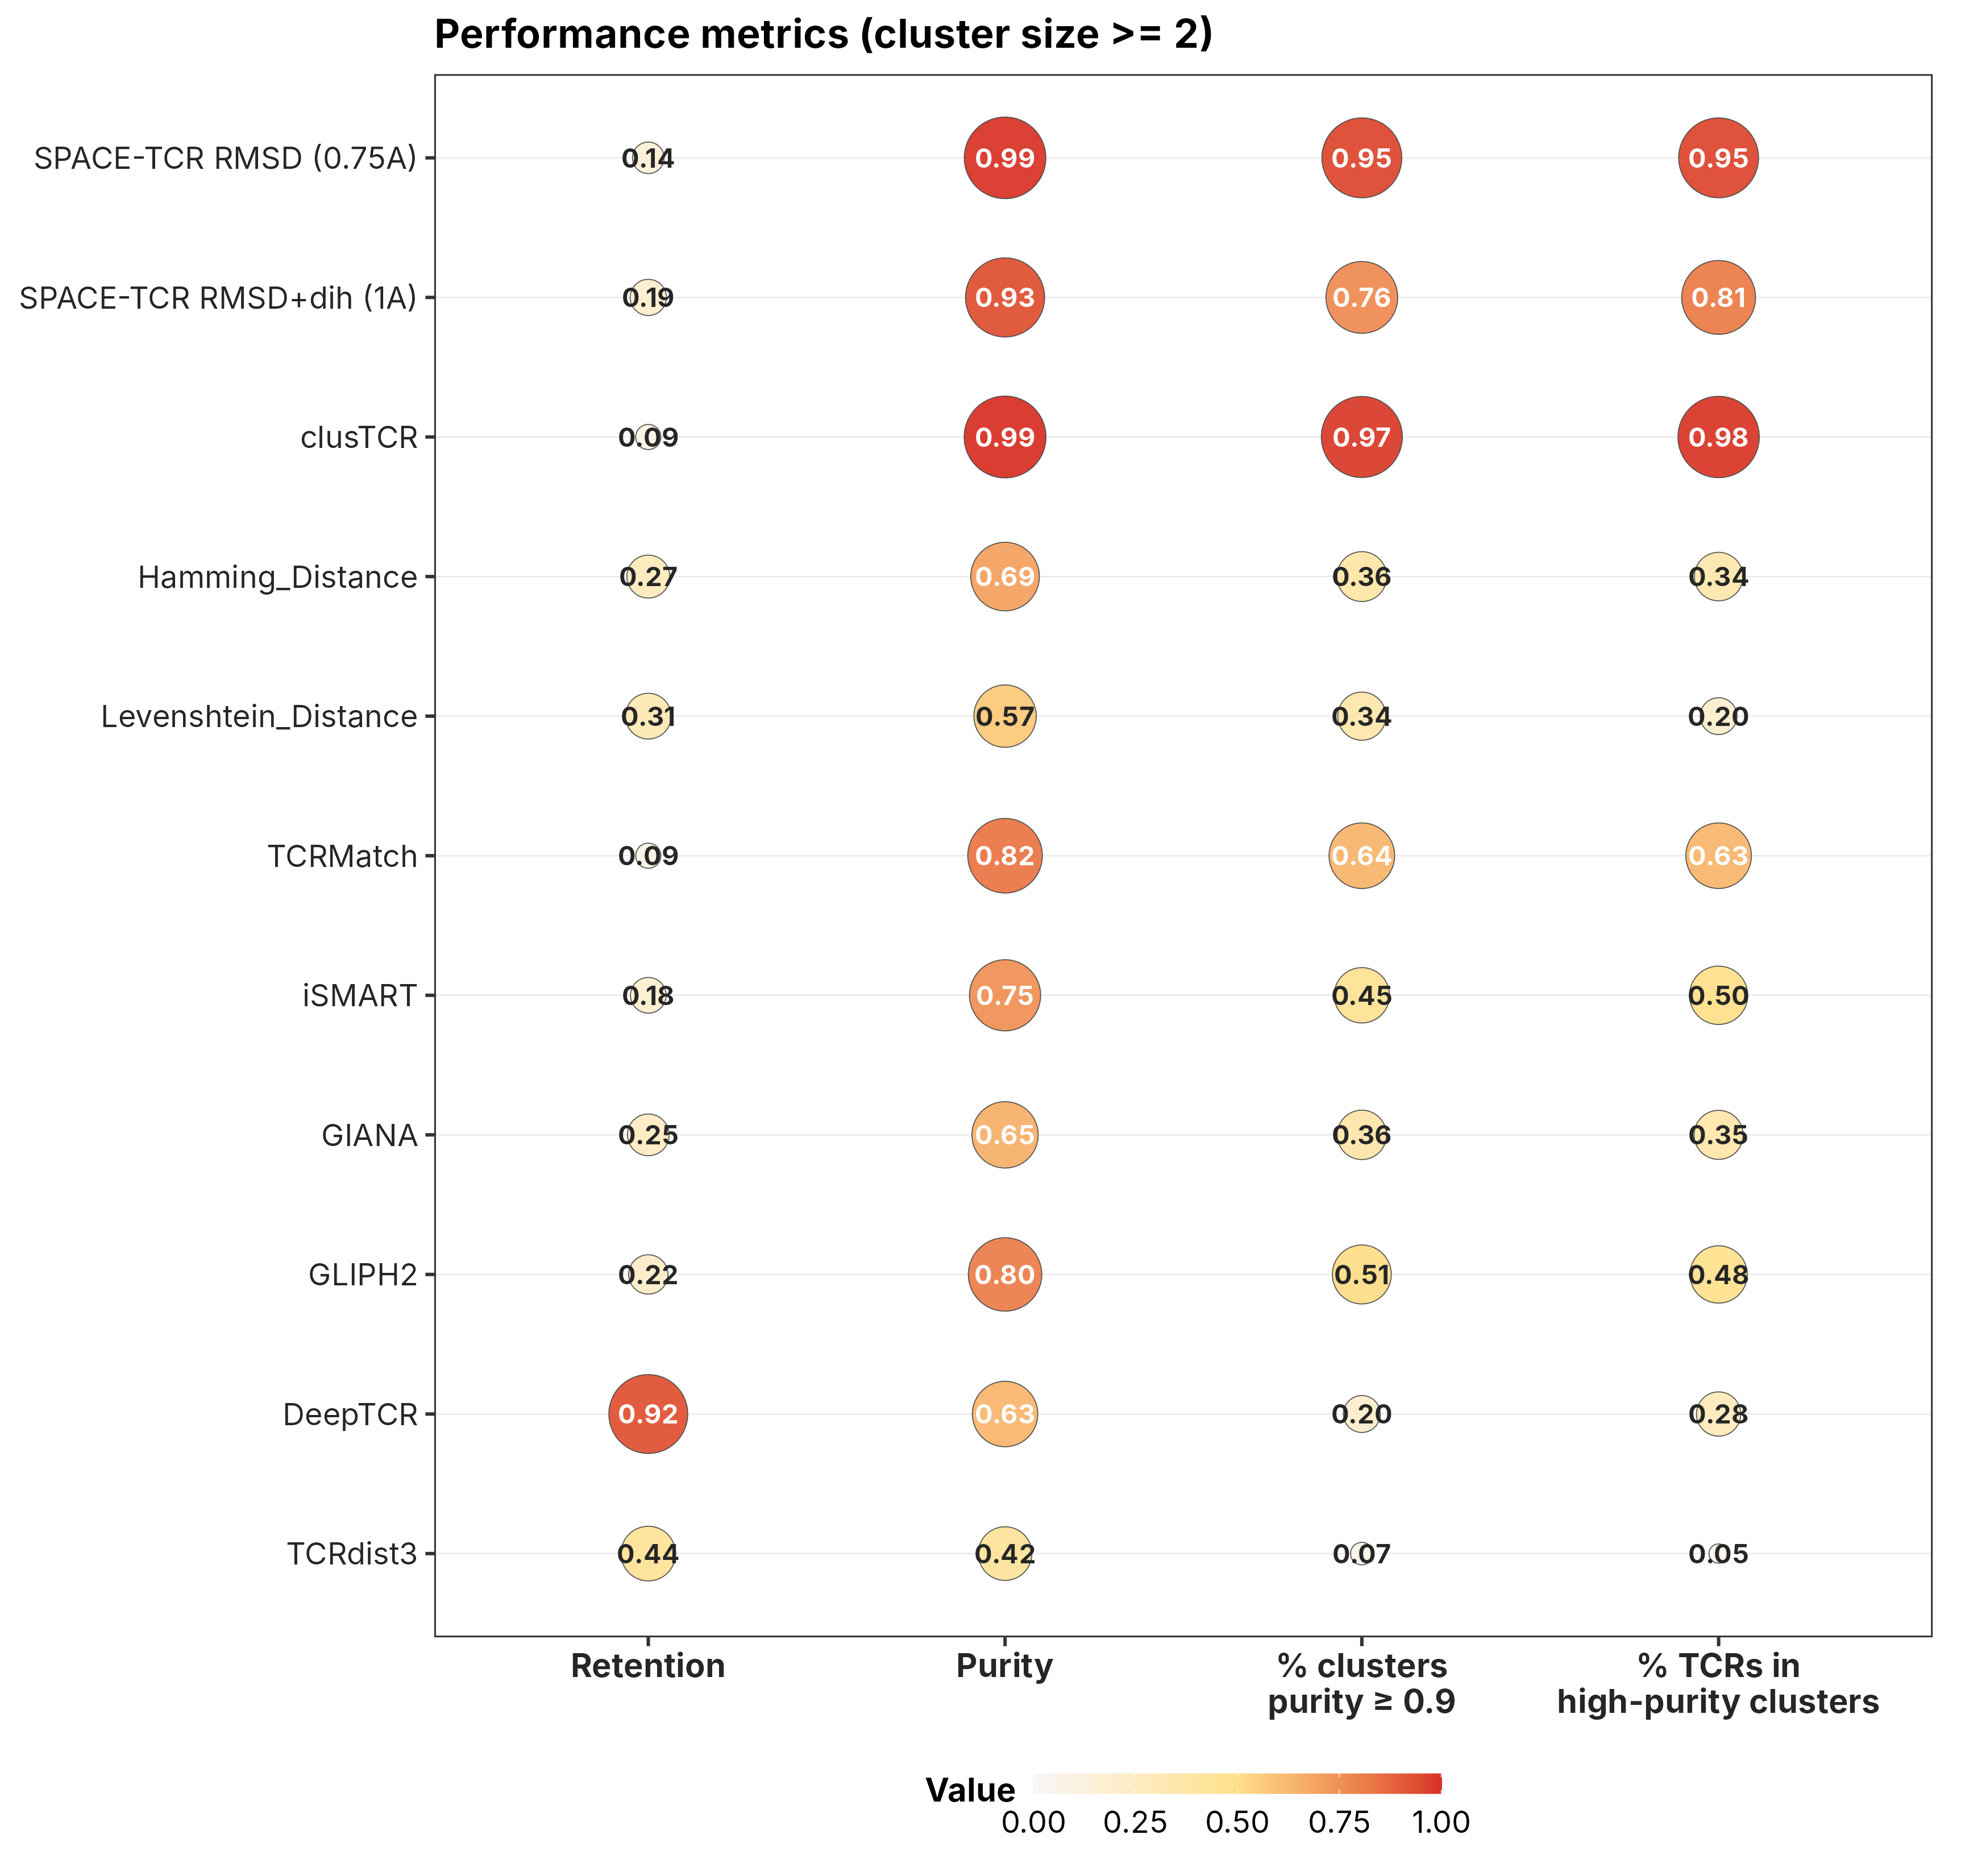 Performance metrics (cluster size >= 2)
SPACE-TCR RMSD (0.75A) 0.14 0.99 0.95 0.95
SPACE-TCR RMSD+dih (1A) 0.19 0.93 0.76 0.81
clusTCR 0.09 0.99 0.97 0.98
Hamming_Distance 0.27 0.69 0.36 0.34
Levenshtein_Distance 0.31 0.57 0.34 0.20
TCRMatch 0.09 0.82 0.64 0.63
iSMART 0.18 0.75 0.45 0.50
GIANA 0.25 0.65 0.36 0.35
GLIPH2 0.22 0.80 0.51 0.48
DeepTCR 0.92 0.63 0.20 0.28
TCRdist3 0.44 0.42 0.07 0.05
Retention Purity % clusters % TCRs in
purity ≥ 0.9 high-purity clusters
Value
0.00 0.25 0.50 0.75 1.00